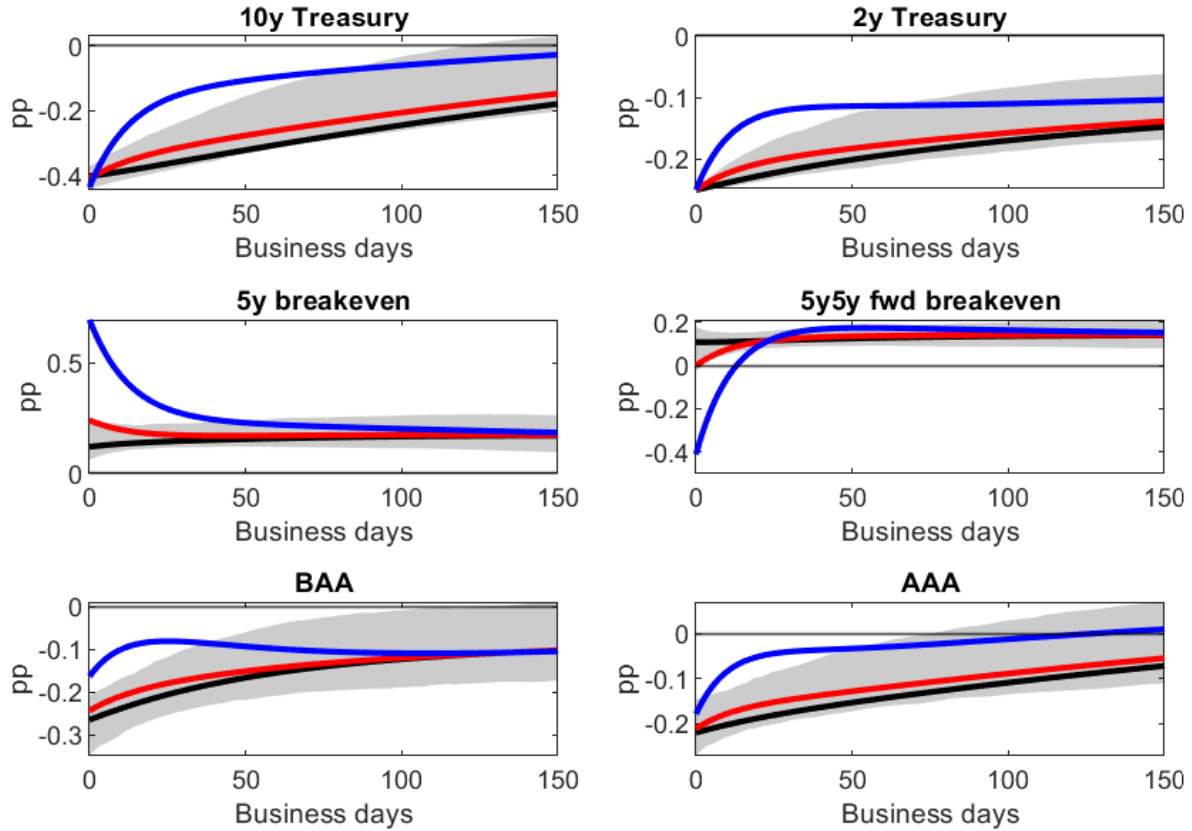 10y Treasury
0
-0.2
-0.4
pp
0 50 100 150
Business days
2y Treasury
0
-0.1
-0.2
pp
0 50 100 150
Business days
5y breakeven
0.5
0
pp
0 50 100 150
Business days
5y5y fwd breakeven
0.2
0
-0.2
-0.4
pp
0 50 100 150
Business days
BAA
0
-0.1
-0.2
-0.3
pp
0 50 100 150
Business days
AAA
0
-0.1
-0.2
pp
0 50 100 150
Business days